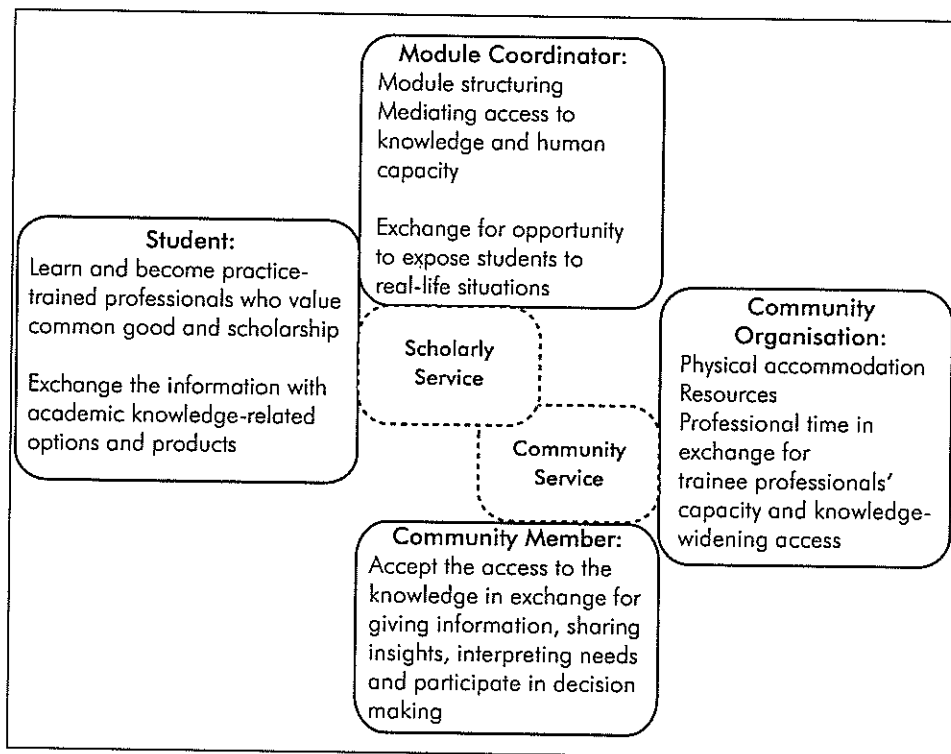 Module Coordinator:
Module structuring
Mediating access to
knowledge and human
capacity
Exchange for opportunity
to expose students to
real-life situations
Student:
Learn and become practice-
trained professionals who value
common good and scholarship
Exchange the information with
academic knowledge-related
options and products
Scholarly
Service
Community
Service
Community
Organisation:
Physical accommodation
Resources
Professional time in
exchange for
trainee professionals'
capacity and knowledge-
widening access
Community Member:
Accept the access to the
knowledge in exchange for
giving information, sharing
insights, interpreting needs
and participate in decision
making